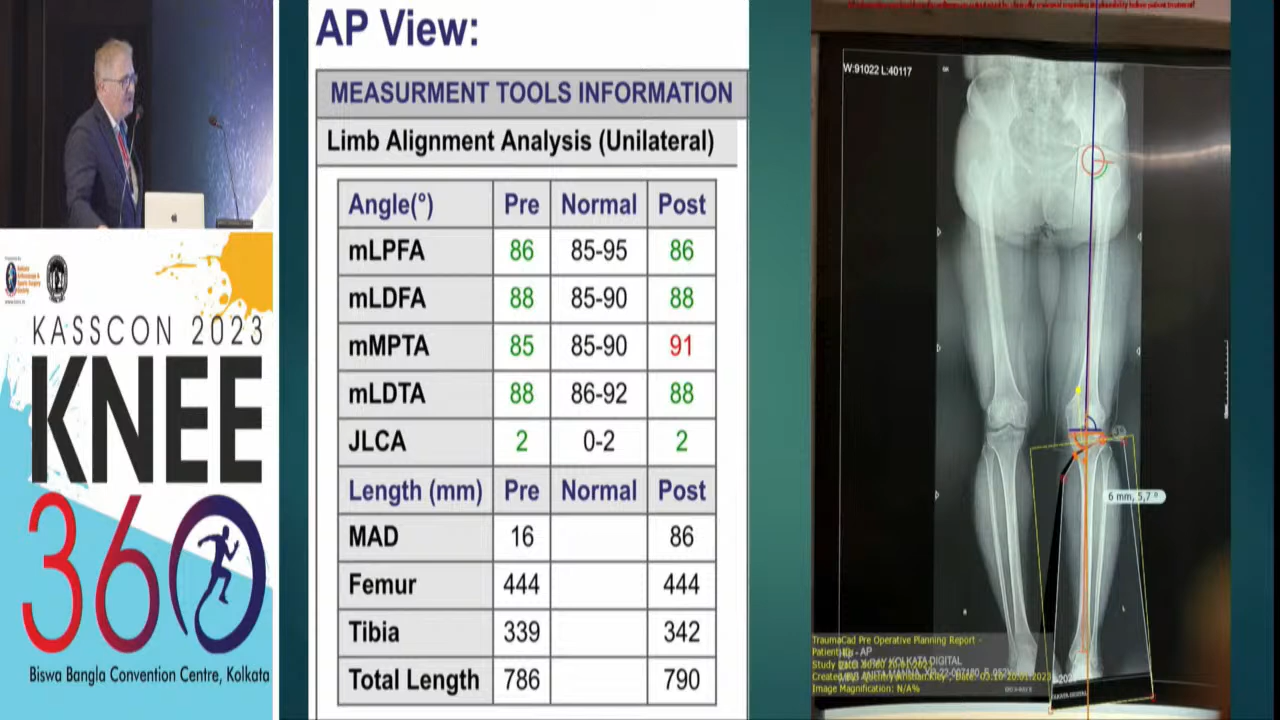 AP View:
MEASURMENT TOOLS INFORMATION
Limb Alignment Analysis (Unilateral)
Angle(°) Pre Normal Post
mLPFA 86 85-95 86
mLDFA 88 85-90 88
mMPTA 85 85-90 91
mLDTA 88 86-92 88
JLCA 2 0-2 2
Length (mm) Pre Normal Post
MAD 16 86
Femur 444 444
Tibia 339 342
Total Length 786 790
KASSCON 2023
KNEE
360
Biswa Bangla Convention Centre, Kolkata
W:91022 L:40117
6 mm, 5,7 °
TraumaCad Pre Operative Planning Report -
Image Magnification: N/A%